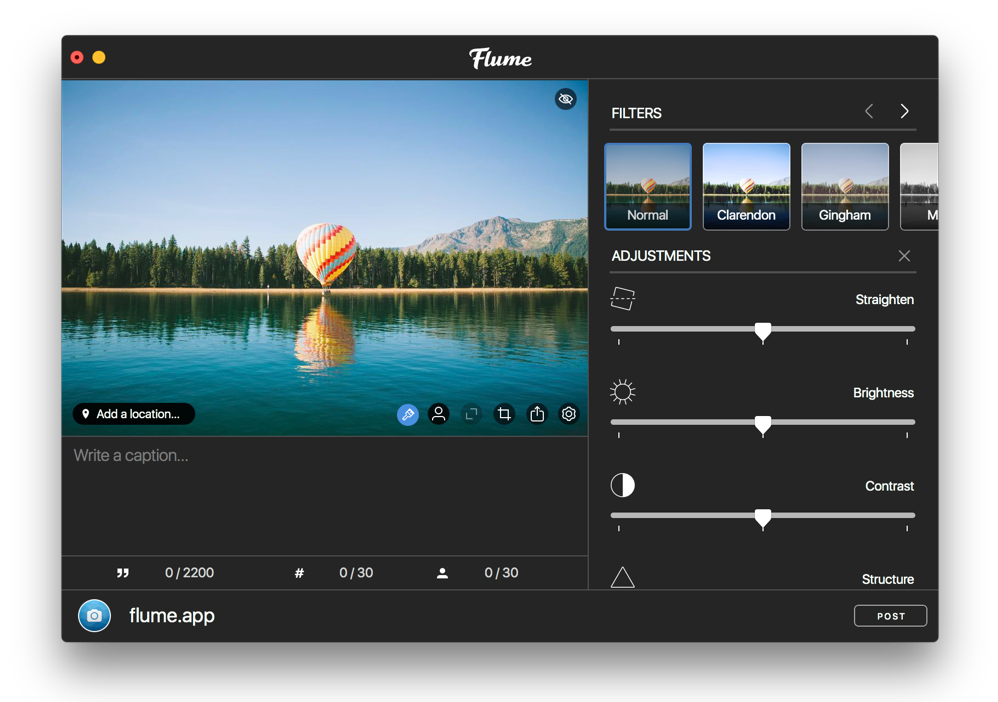 Flume
FILTERS
Normal
Clarendon
Gingham
M
ADJUSTMENTS
Straighten
Brightness
Contrast
Structure
Add a location...
Write a caption...
0 / 2200
# 0 / 30
0 / 30
flume.app
POST